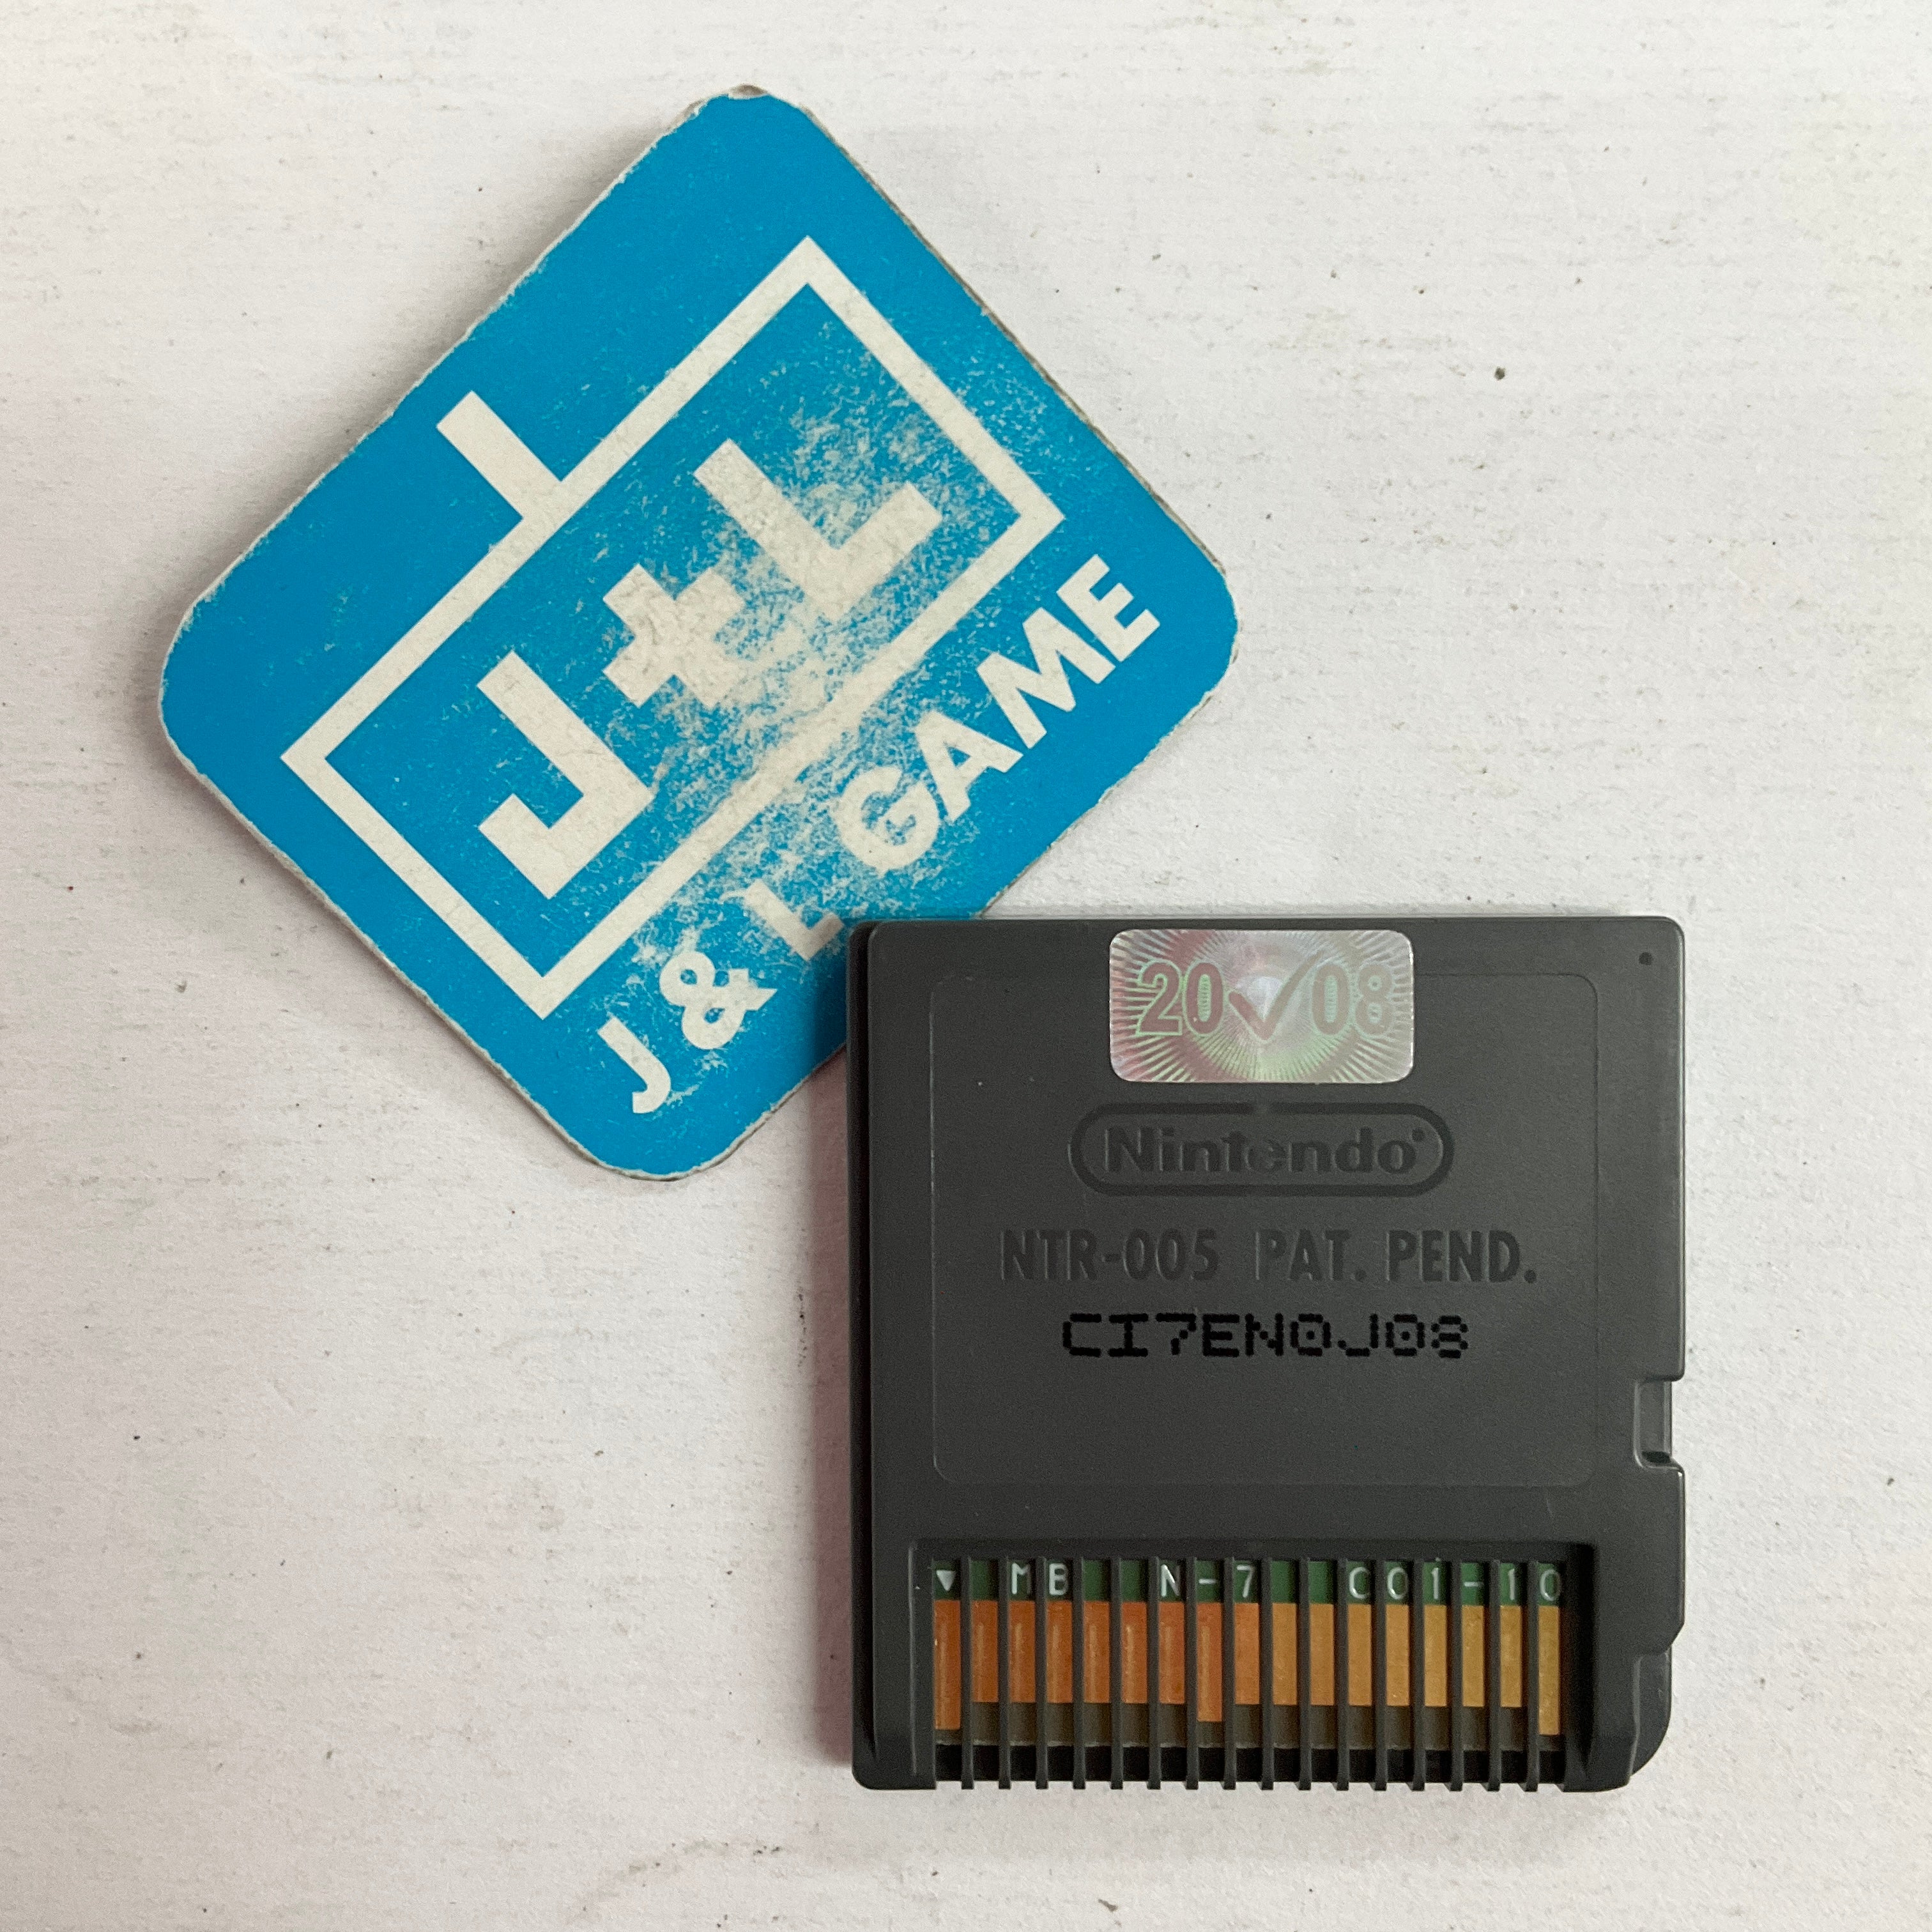 J+L
J & L GAME
20✓08
Nintendo
NTR-005 PAT. PEND.
CI7EN0J08
▼ MB N-7 C01-10